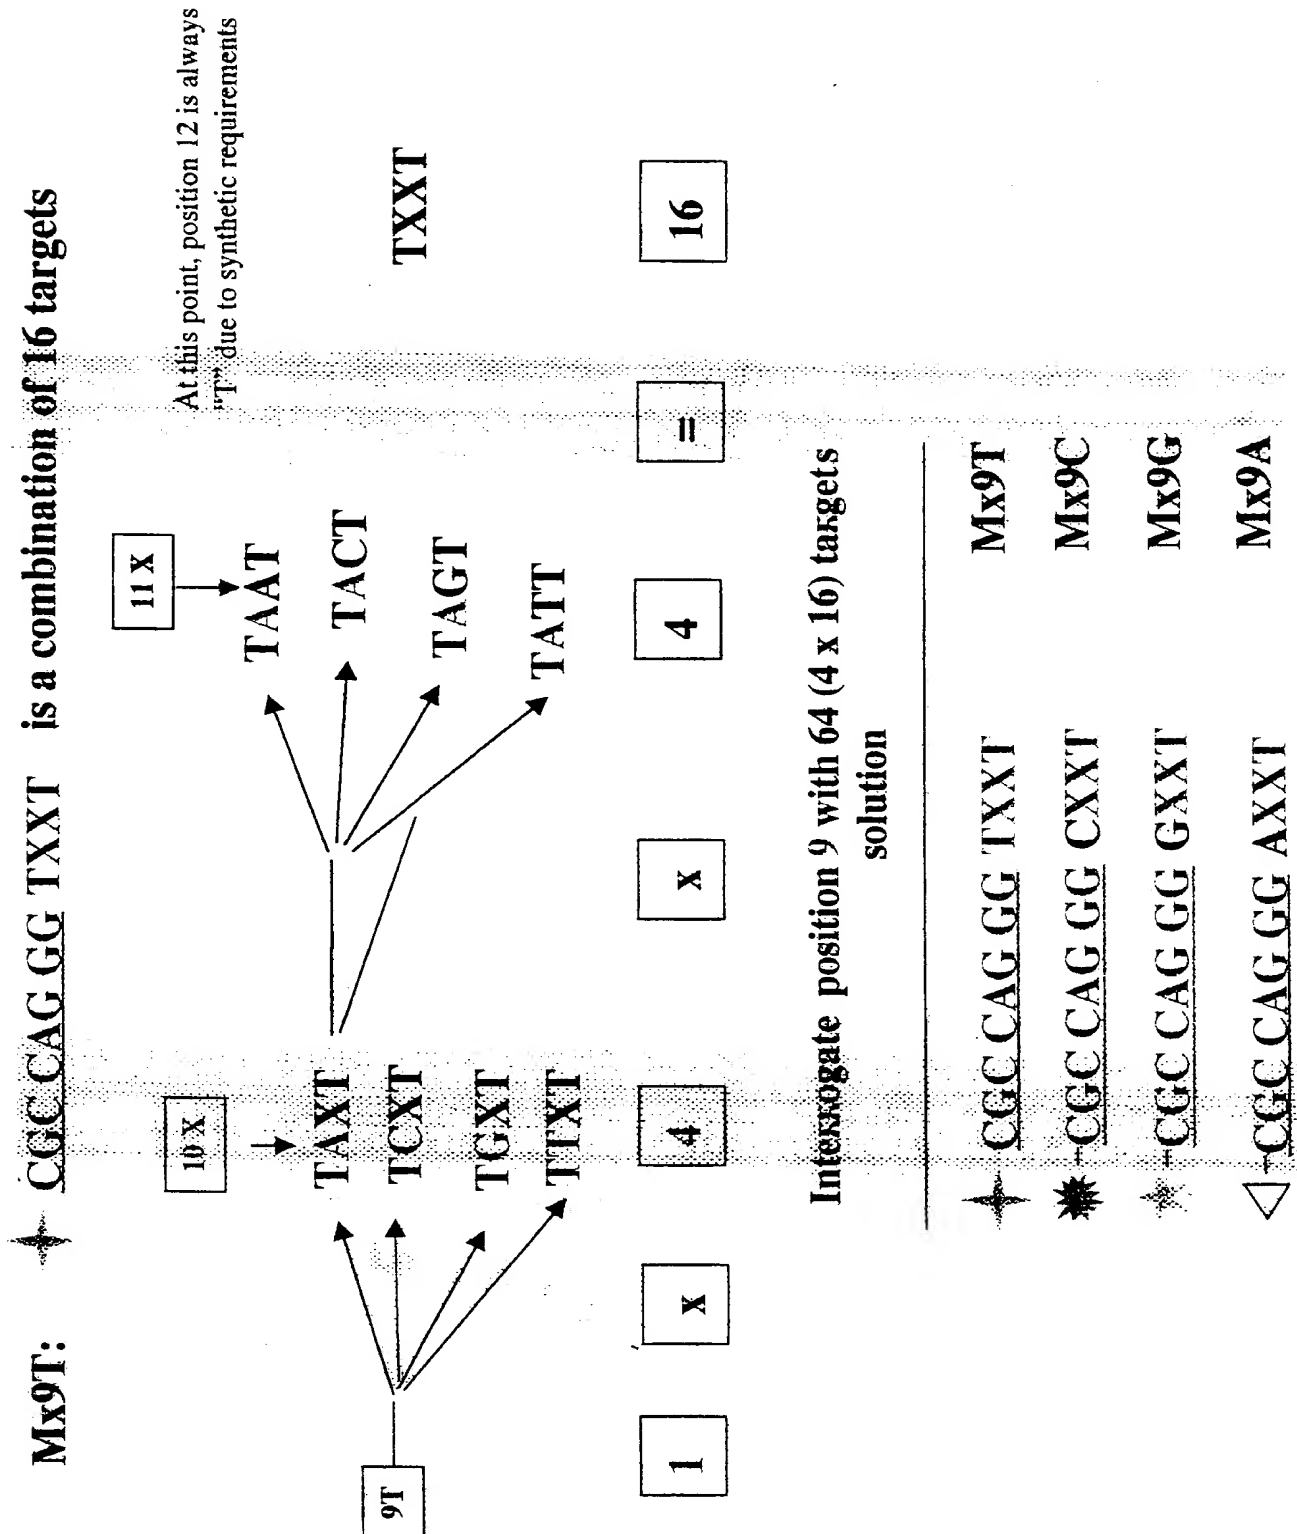 Mx9T: CGC CAG GG TXXT is a combination of 16 targets
At this point, position 12 is always
“T” due to synthetic requirements
10 X
11 X
9T
TAXT
TCXT
TGXT
TTXT
TAAT
TACT
TAGT
TATT
TXXT
1 x 4 x 4 = 16
Interrogate position 9 with 64 (4 x 16) targets
solution
CGC CAG GG TXXT Mx9T
CGC CAG GG CXXT Mx9C
CGC CAG GG GXXT Mx9G
CGC CAG GG AXXT Mx9A